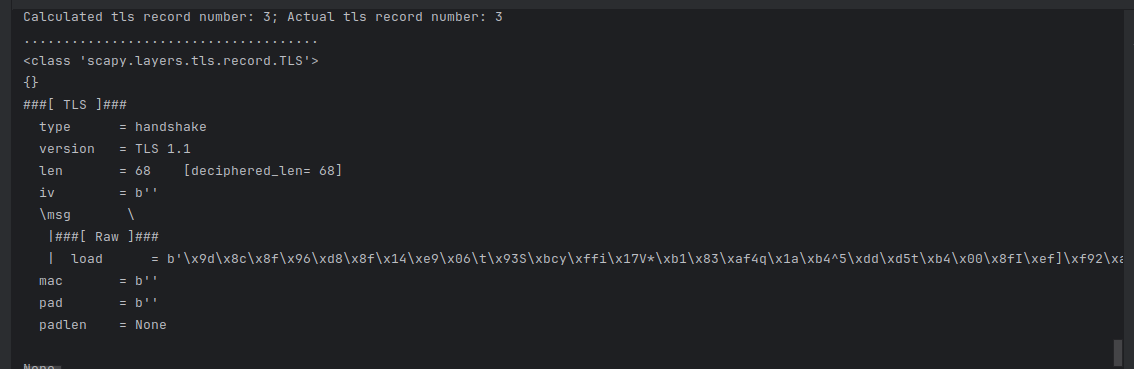 Calculated tls record number: 3; Actual tls record number: 3
.....................................
<class 'scapy.layers.tls.record.TLS'>
{}
###[ TLS ]###
  type      = handshake
  version   = TLS 1.1
  len       = 68    [deciphered_len= 68]
  iv        = b''
  \msg       \
   |###[ Raw ]###
   |  load      = b'\x9d\x8c\x8f\x96\xd8\x8f\x14\xe9\x06\t\x93S\xbcy\xffi\x17V*\xb1\x83\xaf4q\x1a\xb4^5\xdd\xd5t\xb4\x00\x8fI\xef]\xf92\xa
  mac       = b''
  pad       = b''
  padlen    = None
None